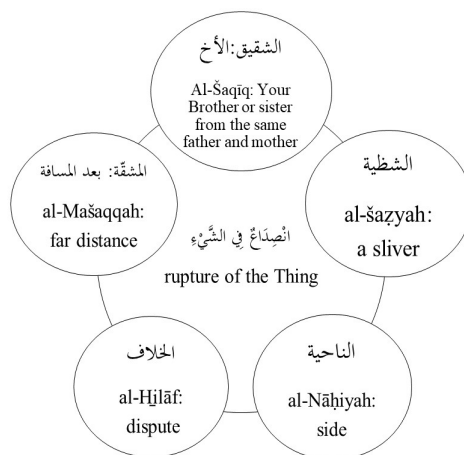 الشقيق:الأخ
Al-Šaqīq: Your
Brother or sister
from the same
father and mother
المشقّة: بعد المسافة
al-Mašaqqah:
far distance
الشظية
al-šaẓyah:
a sliver
انْصِدَاعٌ فِي الشَّيْءِ
rupture of the Thing
الخلاف
al-H̱ilāf:
dispute
الناحية
al-Nāḥiyah:
side